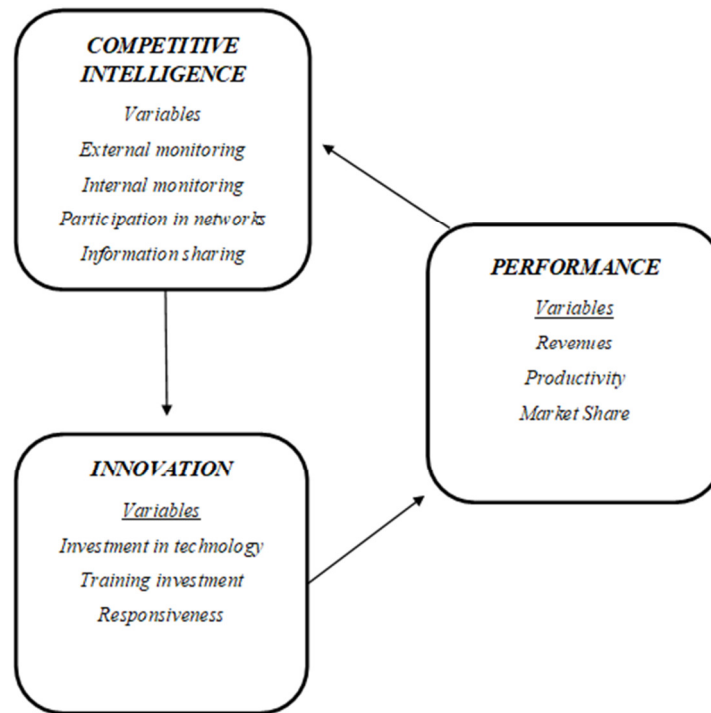 COMPETITIVE
INTELLIGENCE
Variables
External monitoring
Internal monitoring
Participation in networks
Information sharing
PERFORMANCE
Variables
Revenues
Productivity
Market Share
INNOVATION
Variables
Investment in technology
Training investment
Responsiveness